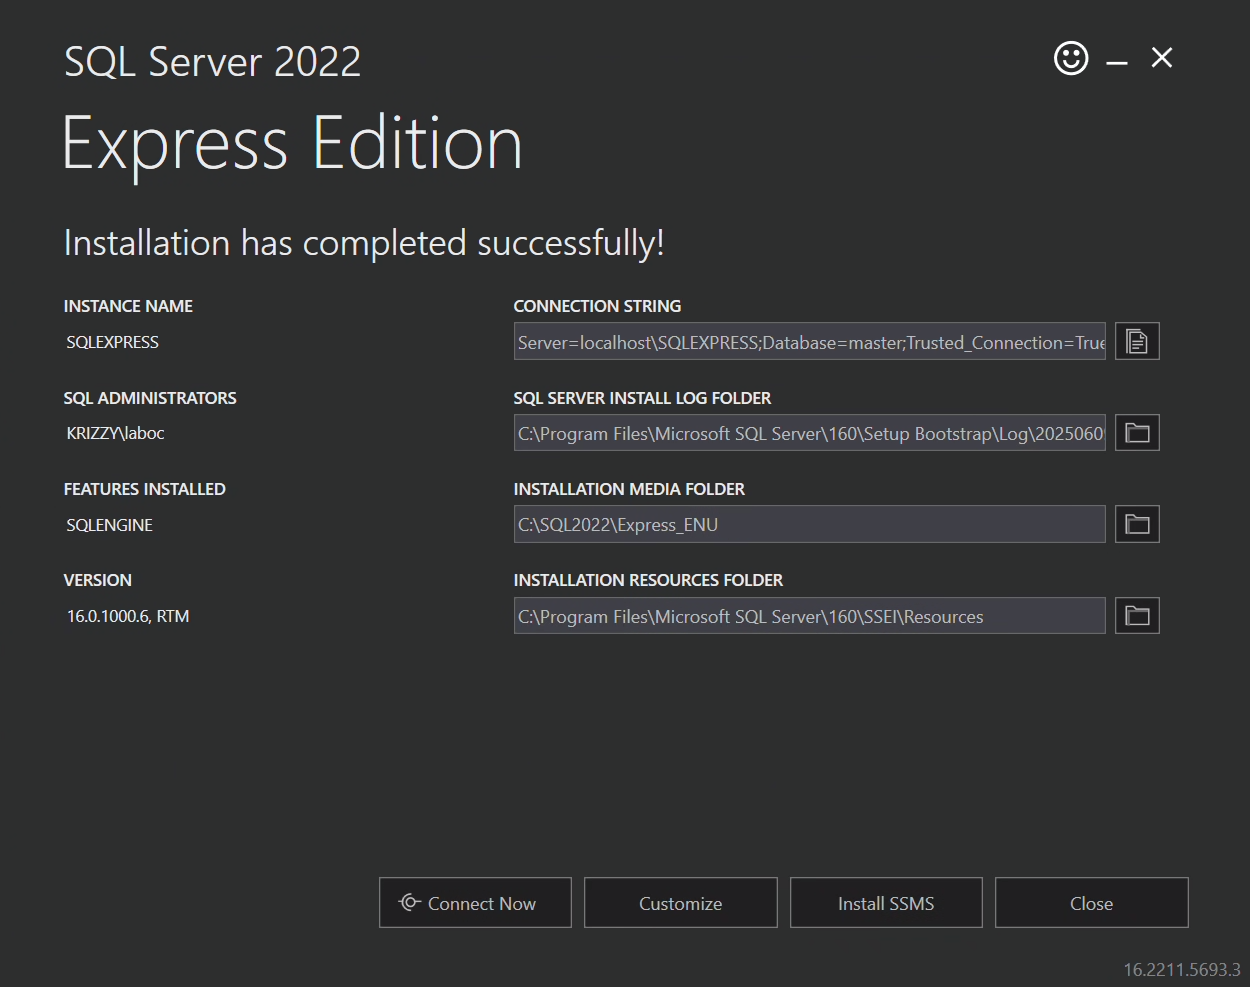 SQL Server 2022
Express Edition
Installation has completed successfully!
INSTANCE NAME
SQLEXPRESS
CONNECTION STRING
Server=localhost\SQLEXPRESS;Database=master;Trusted_Connection=True
SQL ADMINISTRATORS
KRIZZY\laboc
SQL SERVER INSTALL LOG FOLDER
C:\Program Files\Microsoft SQL Server\160\Setup Bootstrap\Log\2025060
FEATURES INSTALLED
SQLENGINE
INSTALLATION MEDIA FOLDER
C:\SQL2022\Express_ENU
VERSION
16.0.1000.6, RTM
INSTALLATION RESOURCES FOLDER
C:\Program Files\Microsoft SQL Server\160\SSEI\Resources
Connect Now
Customize
Install SSMS
Close
16.2211.5693.3